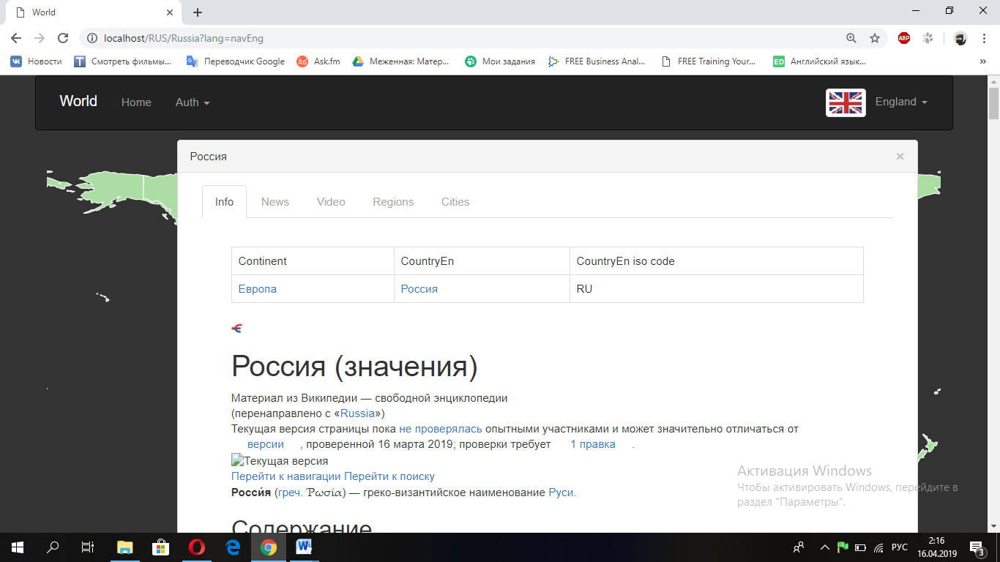 World
localhost/RUS/Russia?lang=navEng
ABP
Новости
Смотреть фильмы...
Переводчик Google
Ask.fm
Меженная: Матер...
Мои задания
FREE Business Anal...
FREE Training Your...
ED Английский язык...
»
World Home Auth England
Россия ×
Info News Video Regions Cities
Continent CountryEn CountryEn iso code
Европа Россия RU
Россия (значения)
Материал из Википедии — свободной энциклопедии
(перенаправлено с «Russia»)
Текущая версия страницы пока не проверялась опытными участниками и может значительно отличаться от
версии , проверенной 16 марта 2019; проверки требует 1 правка .
Текущая версия
Перейти к навигации Перейти к поиску
Росси́я (греч. Ῥωσία) — греко-византийское наименование Руси.
Содержание
Активация Windows
Чтобы активировать Windows, перейдите в
раздел "Параметры".
РУС
2:16
16.04.2019
3